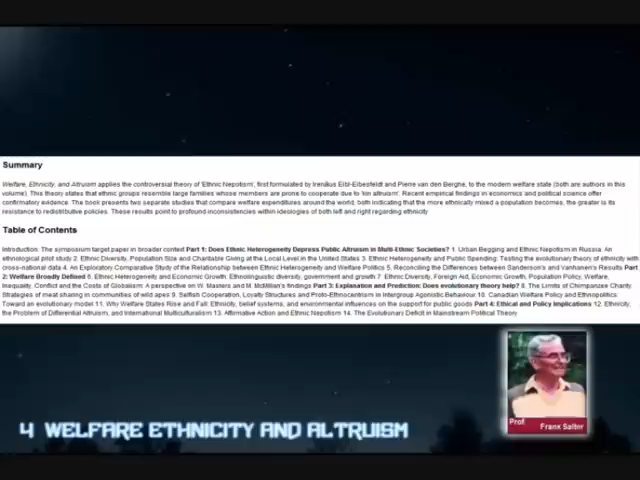 Summary
Welfare, Ethnicity, and Altruism applies the controversial theory of 'Ethnic Nepotism', first formulated by Irenäus Eibl-Eibesfeldt and Pierre van den Berghe, to the modern welfare state (both are authors in this
volume). This theory states that ethnic groups resemble large families whose members are prone to cooperate due to 'kin altruism'. Recent empirical findings in economics and political science offer
confirmatory evidence. The book presents two separate studies that compare welfare expenditures around the world, both indicating that the more ethnically mixed a population becomes, the greater is its
resistance to redistributive policies. These results point to profound inconsistencies within ideologies of both left and right regarding ethnicity
Table of Contents
Introduction: The symposium target paper in broader context Part 1: Does Ethnic Heterogeneity Depress Public Altruism in Multi-Ethnic Societies? 1. Urban Begging and Ethnic Nepotism in Russia: An
ethnological pilot study 2. Ethnic Diversity, Population Size and Charitable Giving at the Local Level in the United States 3. Ethnic Heterogeneity and Public Spending: Testing the evolutionary theory of ethnicity with
cross-national data 4. An Exploratory Comparative Study of the Relationship between Ethnic Heterogeneity and Welfare Politics 5. Reconciling the Differences between Sanderson's and Vanhanen's Results Part
2: Welfare Broadly Defined 6. Ethnic Heterogeneity and Economic Growth, Ethnolinguistic diversity, government and growth 7. Ethnic Diversity, Foreign Aid, Economic Growth, Population Policy, Welfare,
Inequality, Conflict and the Costs of Globalism: A perspective on W. Masters and M. McMillan's findings Part 3: Explanation and Prediction: Does evolutionary theory help? 8. The Limits of Chimpanzee Charity:
Strategies of meat sharing in communities of wild apes 9. Selfish Cooperation, Loyalty Structures and Proto-Ethnocentrism in Intergroup Agonistic Behaviour 10. Canadian Welfare Policy and Ethnopolitics:
Toward an evolutionary model 11. Why Welfare States Rise and Fall: Ethnicity, belief systems, and environmental influences on the support for public goods Part 4: Ethical and Policy Implications 12. Ethnicity,
the Problem of Differential Altruism, and International Multiculturalism 13. Affirmative Action and Ethnic Nepotism 14. The Evolutionary Deficit in Mainstream Political Theory
Prof
Franx Salter
4 WELFARE ETHNICITY AND ALTRUISM